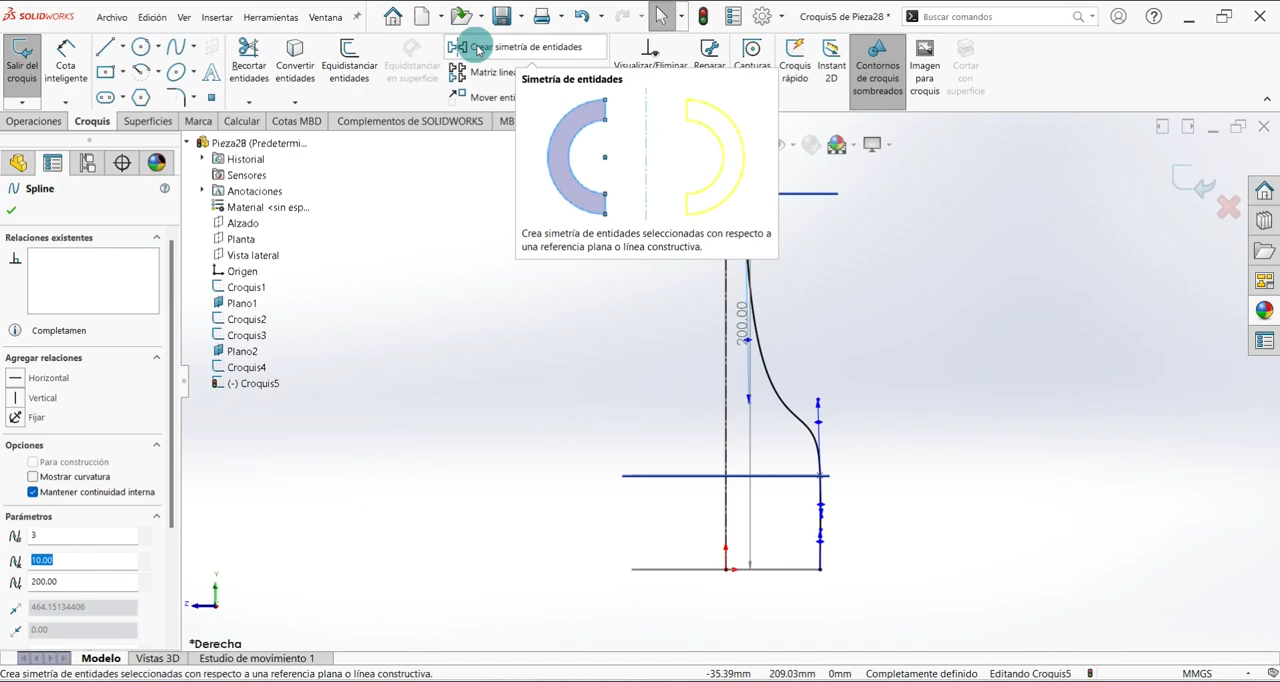 SOLIDWORKS
Archivo Edición Ver Insertar Herramientas Ventana
Croquis5 de Pieza28 *
Buscar comandos
Salir del croquis
Cota inteligente
Recortar entidades
Convertir entidades
Equidistanciar entidades
Equidistanciar en superficie
Crear simetría de entidades
Matriz linea
Mover enti
Visualizar/Eliminar
Reparar
Capturas
Croquis rápido
Instant 2D
Contornos de croquis sombreados
Imagen para croquis
Cortar con superficie
Operaciones Croquis Superficies Marca Calcular Cotas MBD Complementos de SOLIDWORKS MB
Simetría de entidades
Crea simetría de entidades seleccionadas con respecto a
una referencia plana o línea constructiva.
Spline
Relaciones existentes
Completamen
Agregar relaciones
Horizontal
Vertical
Fijar
Opciones
Para construcción
Mostrar curvatura
Mantener continuidad interna
Parámetros
3
10.00
200.00
464.15134406
0.00
Pieza28 (Predetermi...
Historial
Sensores
Anotaciones
Material <sin esp...
Alzado
Planta
Vista lateral
Origen
Croquis1
Plano1
Croquis2
Croquis3
Plano2
Croquis4
(-) Croquis5
200.00
Y
Z
*Derecha
Modelo Vistas 3D Estudio de movimiento 1
Crea simetría de entidades seleccionadas con respecto a una referencia plana o línea constructiva.
-35.39mm 209.03mm 0mm Completamente definido Editando Croquis5 MMGS